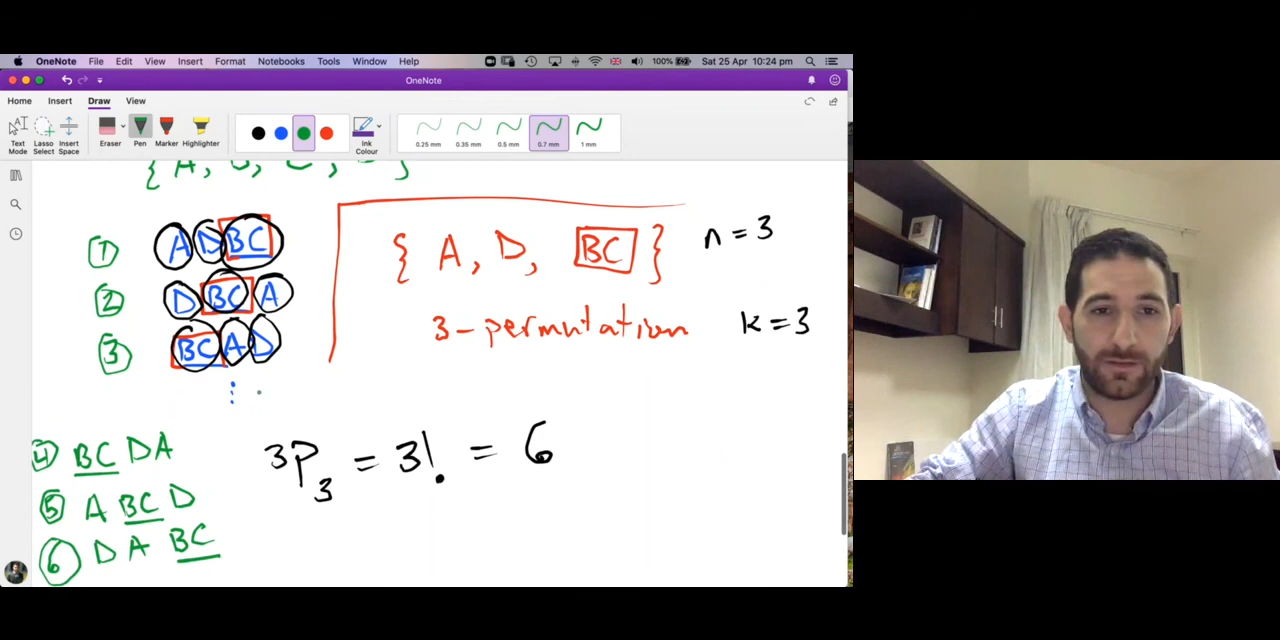 OneNote File Edit View Insert Format Notebooks Tools Window Help 100% Sat 25 Apr 10:24 pm
OneNote
Home Insert Draw View
Text Mode Lasso Select Insert Space Eraser Pen Marker Highlighter Ink Colour 0.25 mm 0.35 mm 0.5 mm 0.7 mm 1 mm
① A D BC
② D BC A
③ BC A D
{ A, D, BC } n = 3
3-permutation k = 3
④ BC D A
⑤ A BC D
⑥ D A BC
3P3 = 3! = 6